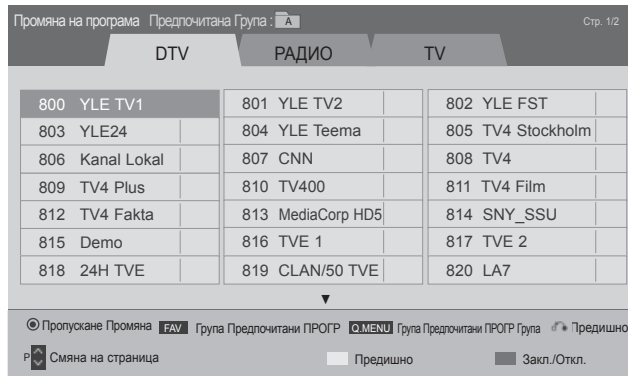 Промяна на програма Предпочитана Група : A Стр. 1/2
DTV РАДИО TV
800 YLE TV1 801 YLE TV2 802 YLE FST
803 YLE24 804 YLE Teema 805 TV4 Stockholm
806 Kanal Lokal 807 CNN 808 TV4
809 TV4 Plus 810 TV400 811 TV4 Film
812 TV4 Fakta 813 MediaCorp HD5 814 SNY_SSU
815 Demo 816 TVE 1 817 TVE 2
818 24H TVE 819 CLAN/50 TVE 820 LA7
Пропускане Промяна FAV Група Предпочитани ПРОГР Q.MENU Група Предпочитани ПРОГР Група Предишно
P Смяна на страница Предишно Закл./Откл.